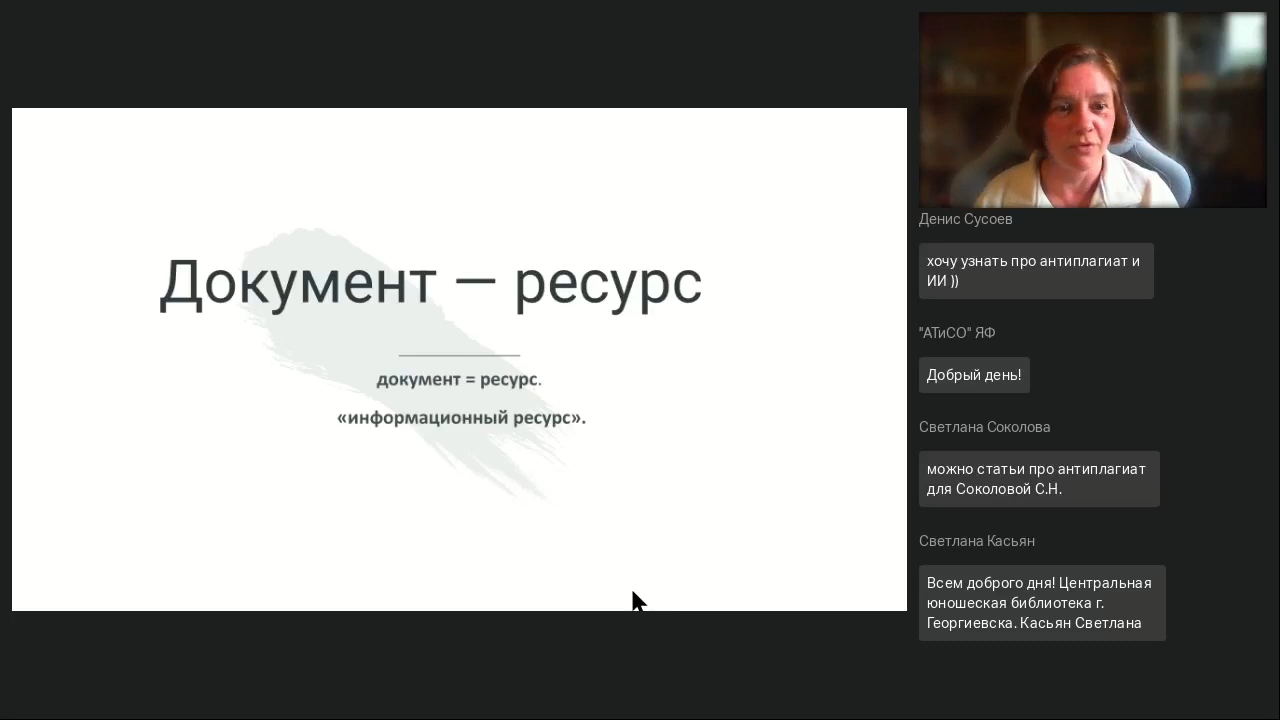 Документ — ресурс
документ = ресурс.
«информационный ресурс».
Денис Сусоев
хочу узнать про антиплагиат и
ИИ ))
"АТиСО" ЯФ
Добрый день!
Светлана Соколова
можно статьи про антиплагиат
для Соколовой С.Н.
Светлана Касьян
Всем доброго дня! Центральная
юношеская библиотека г.
Георгиевска. Касьян Светлана